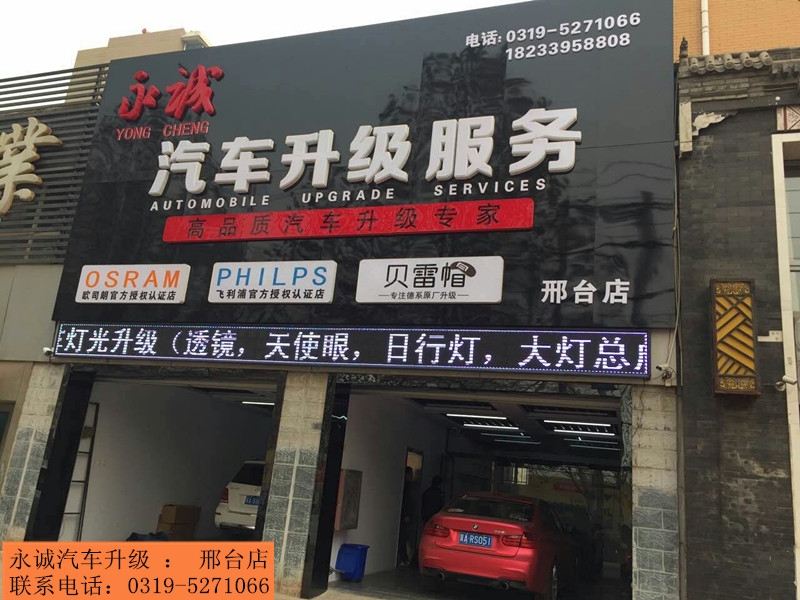 电话:0319-5271066
18233958808
永诚
YONG CHENG
汽车升级服务
AUTOMOBILE UPGRADE SERVICES
高品质汽车升级专家
OSRAM
欧司朗官方授权认证店
PHILPS
飞利浦官方授权认证店
贝雷帽
专注德系原厂升级
邢台店
灯光升级（透镜，天使眼，日行灯，大灯总
業
永诚汽车升级 ： 邢台店
联系电话：0319-5271066